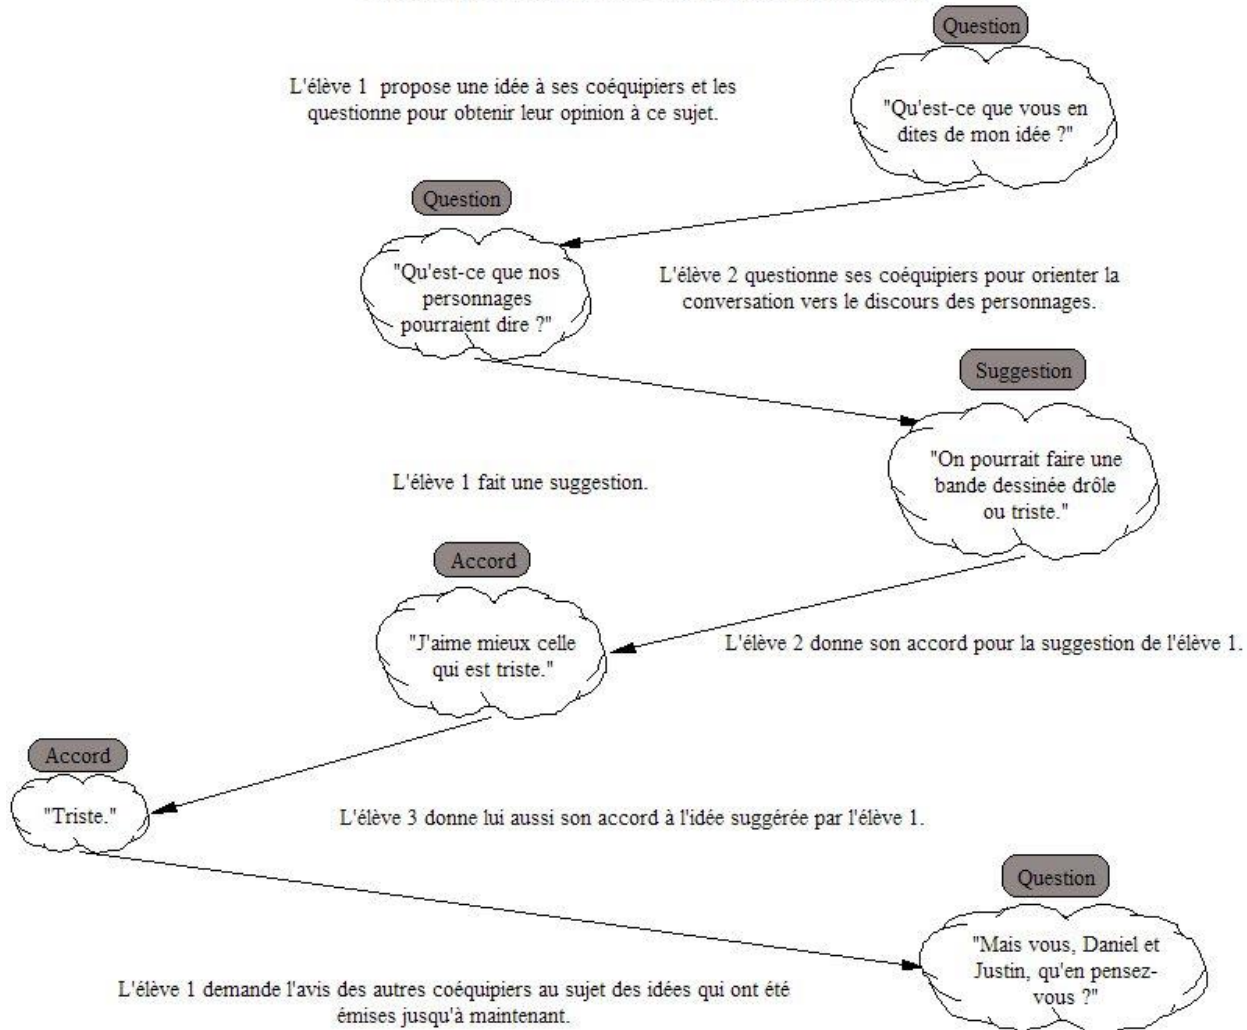 Question
L'élève 1 propose une idée à ses coéquipiers et les
questionne pour obtenir leur opinion à ce sujet.
"Qu'est-ce que vous en
dites de mon idée ?"
Question
"Qu'est-ce que nos
personnages
pourraient dire ?"
L'élève 2 questionne ses coéquipiers pour orienter la
conversation vers le discours des personnages.
Suggestion
"On pourrait faire une
bande dessinée drôle
ou triste."
L'élève 1 fait une suggestion.
Accord
"J'aime mieux celle
qui est triste."
L'élève 2 donne son accord pour la suggestion de l'élève 1.
Accord
"Triste."
L'élève 3 donne lui aussi son accord à l'idée suggérée par l'élève 1.
Question
"Mais vous, Daniel et
Justin, qu'en pensez-
vous ?"
L'élève 1 demande l'avis des autres coéquipiers au sujet des idées qui ont été
émises jusqu'à maintenant.